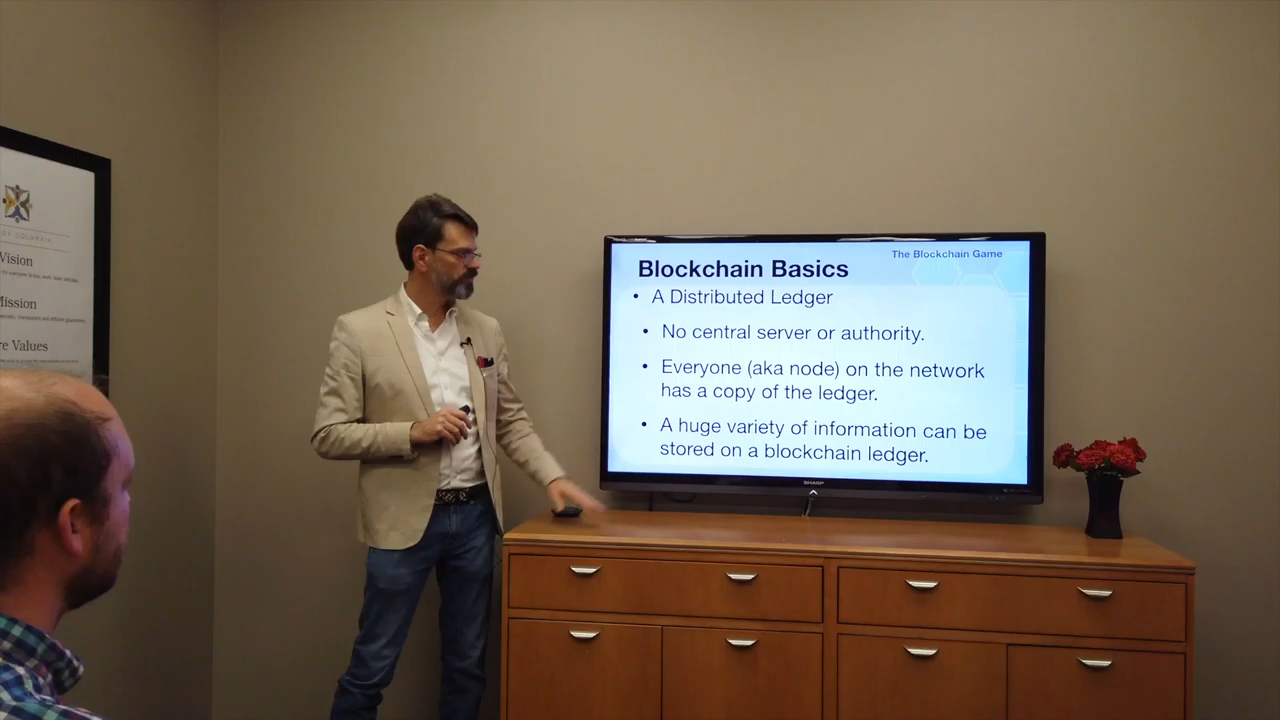 The Blockchain Game
Blockchain Basics
• A Distributed Ledger
• No central server or authority.
• Everyone (aka node) on the network
has a copy of the ledger.
• A huge variety of information can be
stored on a blockchain ledger.
SHARP
Vision
Mission
Values